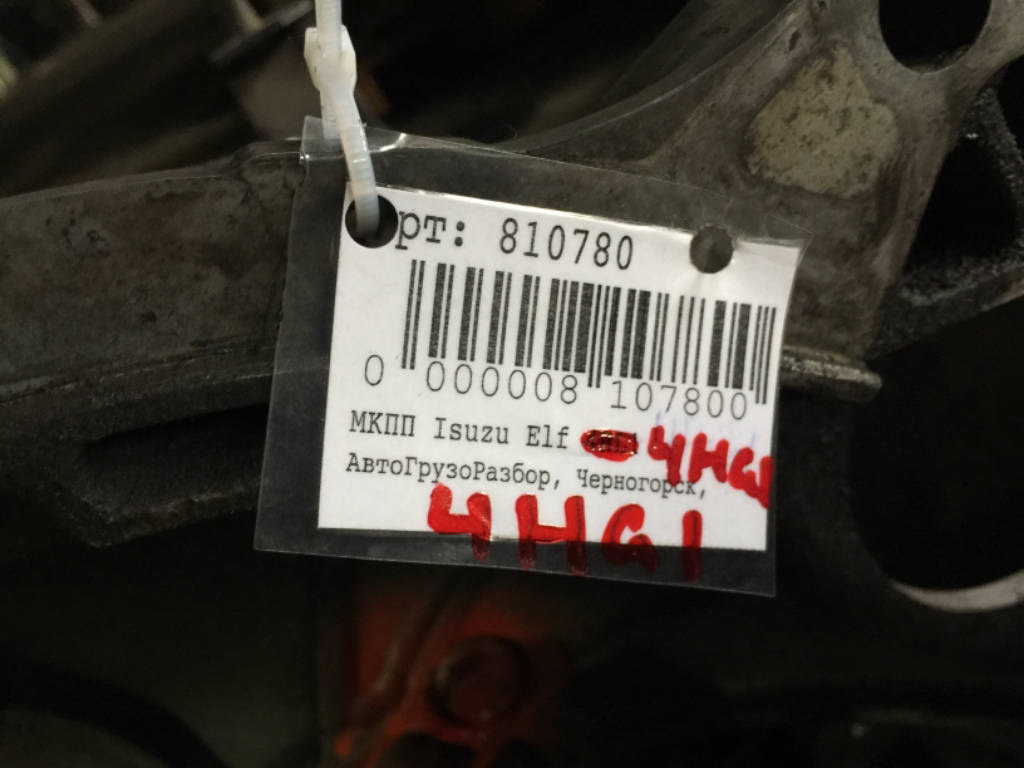 рт: 810780
0 000008 107800
МКПП Isuzu Elf 4HG1
АвтоГрузоРазбор, Черногорск,
4HG1